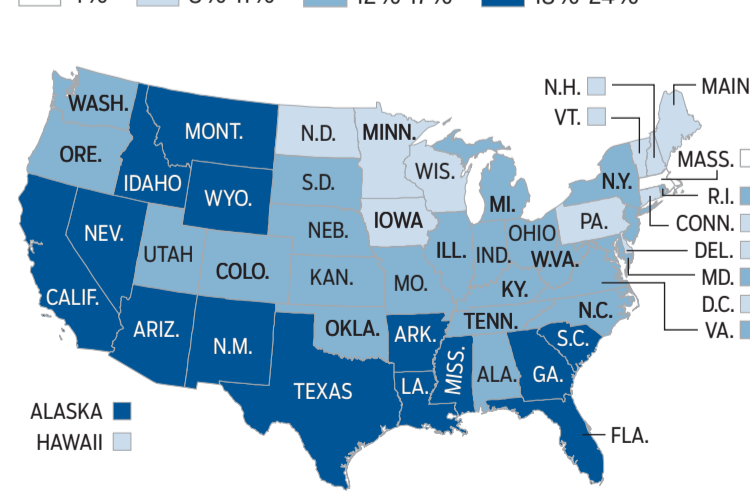 N.H.
MAIN
VT.
WASH.
MONT.
N.D.
MINN.
ORE.
MASS.
IDAHO
WYO.
S.D.
WIS.
N.Y.
R.I.
MI.
PA.
CONN.
NEV.
NEB.
IOWA
OHIO
UTAH
COLO.
ILL.
IND.
W.VA.
DEL.
KAN.
MO.
KY.
MD.
CALIF.
N.C.
D.C.
ARIZ.
N.M.
OKLA.
ARK.
TENN.
S.C.
VA.
TEXAS
LA.
MISS.
ALA.
GA.
ALASKA
HAWAII
FLA.